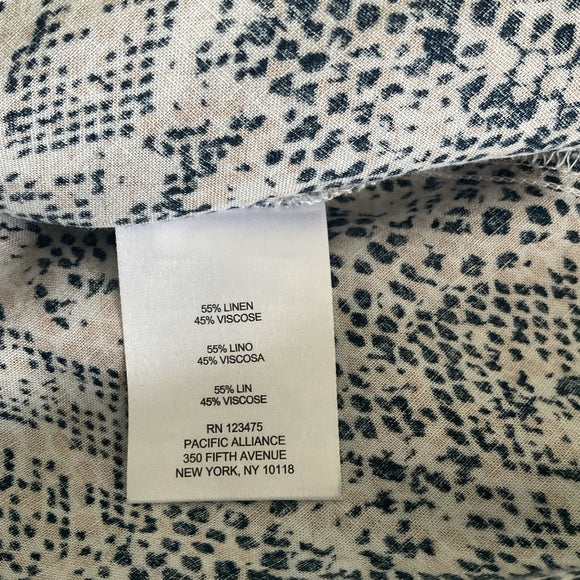 55% LINEN
45% VISCOSE
55% LINO
45% VISCOSA
55% LIN
45% VISCOSE
RN 123475
PACIFIC ALLIANCE
350 FIFTH AVENUE
NEW YORK, NY 10118